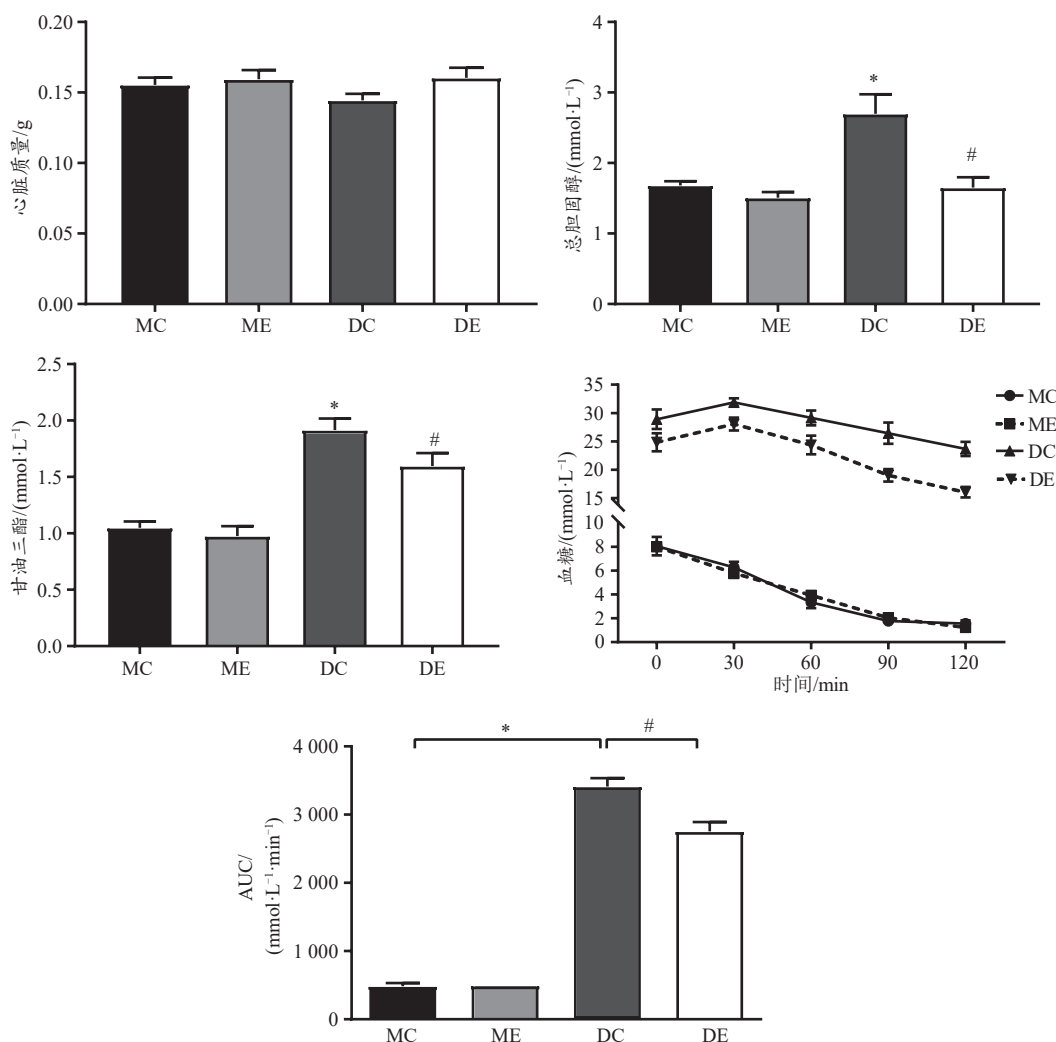 0.20
0.15
0.10
0.05
0.00
心脏质量/g
MC ME DC DE
4
3
2
1
0
总胆固醇/(mmol·L⁻¹)
*
#
MC ME DC DE
2.5
2.0
1.5
1.0
0.5
0.0
甘油三酯/(mmol·L⁻¹)
*
#
MC ME DC DE
35
30
25
20
15
10
8
6
4
2
0
血糖/(mmol·L⁻¹)
0 30 60 90 120
时间/min
MC
ME
DC
DE
4 000
3 000
2 000
1 000
0
AUC/
(mmol·L⁻¹·min⁻¹)
*
#
MC ME DC DE